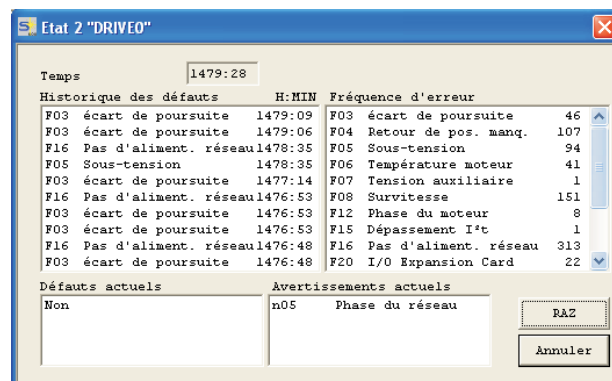 Etat 2 "DRIVE0"
Temps 1479:28
Historique des défauts H:MIN Fréquence d'erreur
F03 écart de poursuite 1479:09 F03 écart de poursuite 46
F03 écart de poursuite 1479:06 F04 Retour de pos. manq. 107
F16 Pas d'aliment. réseau 1478:35 F05 Sous-tension 94
F05 Sous-tension 1478:35 F06 Température moteur 41
F03 écart de poursuite 1477:14 F07 Tension auxiliaire 1
F16 Pas d'aliment. réseau 1476:53 F08 Survitesse 151
F03 écart de poursuite 1476:53 F12 Phase du moteur 8
F03 écart de poursuite 1476:53 F15 Dépassement I²t 1
F16 Pas d'aliment. réseau 1476:48 F16 Pas d'aliment. réseau 313
F03 écart de poursuite 1476:48 F20 I/O Expansion Card 22
Défauts actuels Avertissements actuels
Non n05 Phase du réseau
RAZ
Annuler